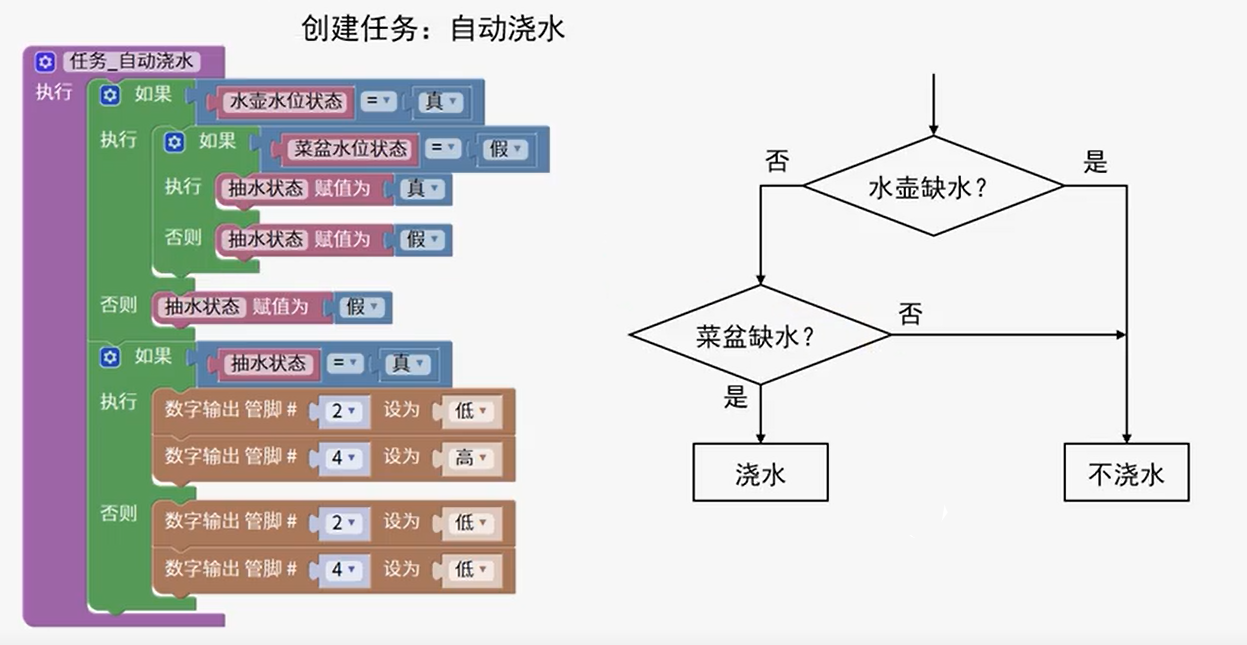 创建任务：自动浇水
任务_自动浇水
执行 如果 水壶水位状态 = 真
执行 如果 菜盆水位状态 = 假
执行 抽水状态 赋值为 真
否则 抽水状态 赋值为 假
否则 抽水状态 赋值为 假
如果 抽水状态 = 真
执行 数字输出 管脚 # 2 设为 低
数字输出 管脚 # 4 设为 高
否则 数字输出 管脚 # 2 设为 低
数字输出 管脚 # 4 设为 低
否 水壶缺水？ 是
菜盆缺水？ 否
是
浇水 不浇水